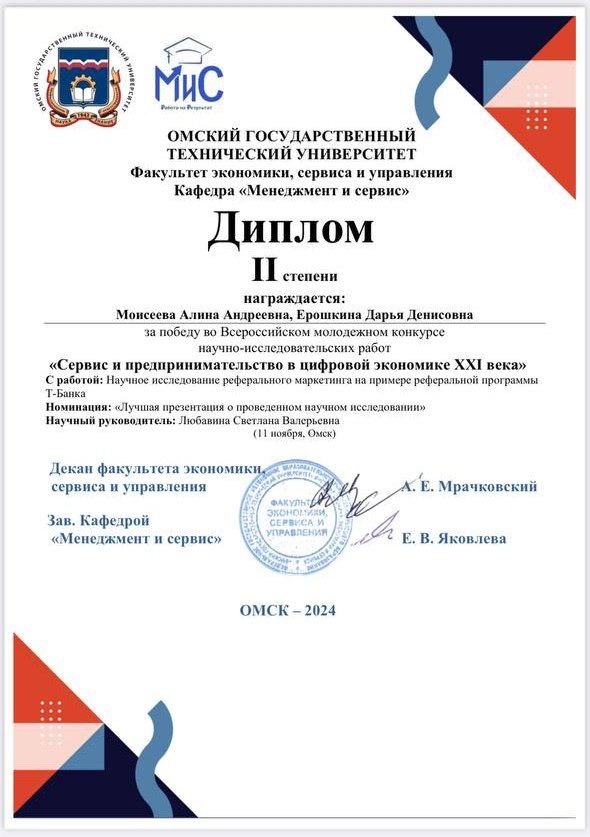 ОМСКИЙ ГОСУДАРСТВЕННЫЙ ТЕХНИЧЕСКИЙ УНИВЕРСИТЕТ
НАУКА 1942 ЗНАНИЕ
МиС
Работа на Результат
ОМСКИЙ ГОСУДАРСТВЕННЫЙ
ТЕХНИЧЕСКИЙ УНИВЕРСИТЕТ
Факультет экономики, сервиса и управления
Кафедра «Менеджмент и сервис»
Диплом
II степени
награждается:
Моисеева Алина Андреевна, Ерошкина Дарья Денисовна
за победу во Всероссийском молодежном конкурсе
научно-исследовательских работ
«Сервис и предпринимательство в цифровой экономике XXI века»
С работой: Научное исследование реферального маркетинга на примере реферальной программы
Т-Банка
Номинация: «Лучшая презентация о проведенном научном исследовании»
Научный руководитель: Любавина Светлана Валерьевна
(11 ноября, Омск)
Декан факультета экономики,
сервиса и управления
А. Е. Мрачковский
ФАКУЛЬТЕТ
ЭКОНОМИКИ,
СЕРВИСА И
УПРАВЛЕНИЯ
Зав. Кафедрой
«Менеджмент и сервис»
Е. В. Яковлева
ОМСК – 2024